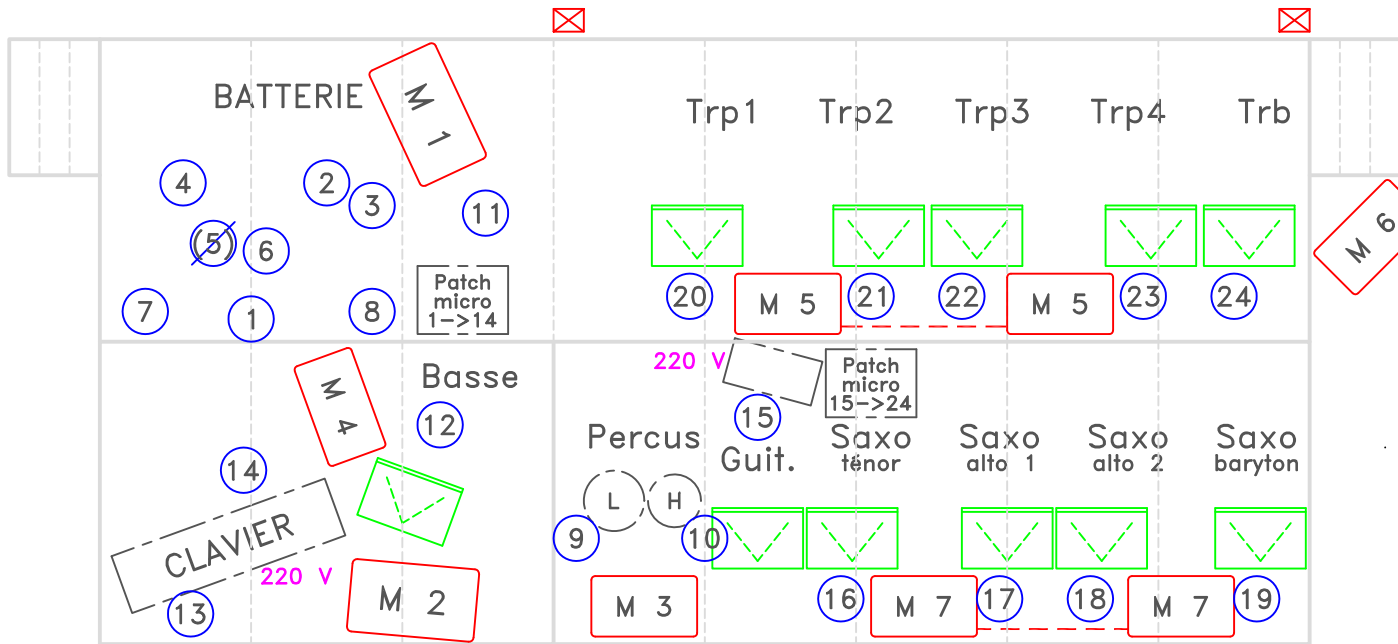 BATTERIE
M 1
Trp1
Trp2
Trp3
Trp4
Trb
4
2
3
11
(5)
6
7
1
8
Patch
micro
1->14
20
M 5
21
22
M 5
23
24
M 6
M 4
Basse
12
220 V
15
Patch
micro
15->24
Percus
Guit.
Saxo
ténor
Saxo
alto 1
Saxo
alto 2
Saxo
baryton
14
CLAVIER
220 V
13
M 2
L
H
9
10
M 3
16
M 7
17
18
M 7
19